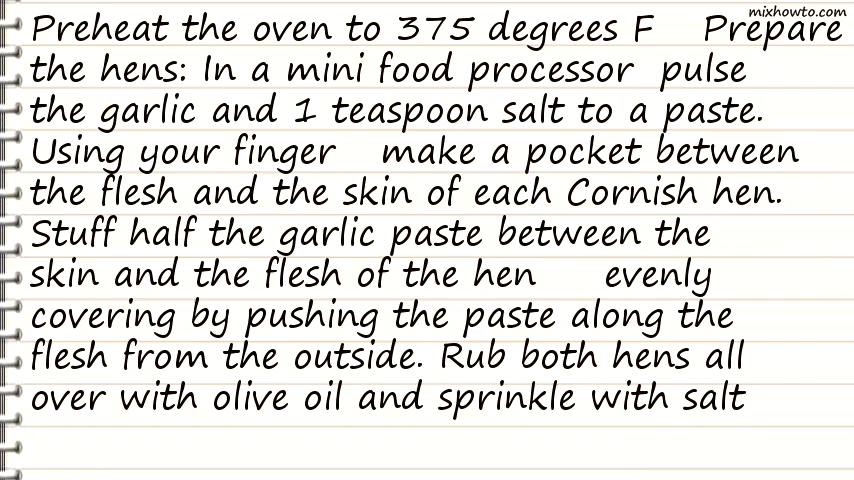 mixhowto.com
Preheat the oven to 375 degrees F    Prepare
the hens: In a mini food processor  pulse
the garlic and 1 teaspoon salt to a paste.
Using your finger    make a pocket between
the flesh and the skin of each Cornish hen.
Stuff half the garlic paste between the
skin and the flesh of the hen      evenly
covering by pushing the paste along the
flesh from the outside. Rub both hens all
over with olive oil and sprinkle with salt